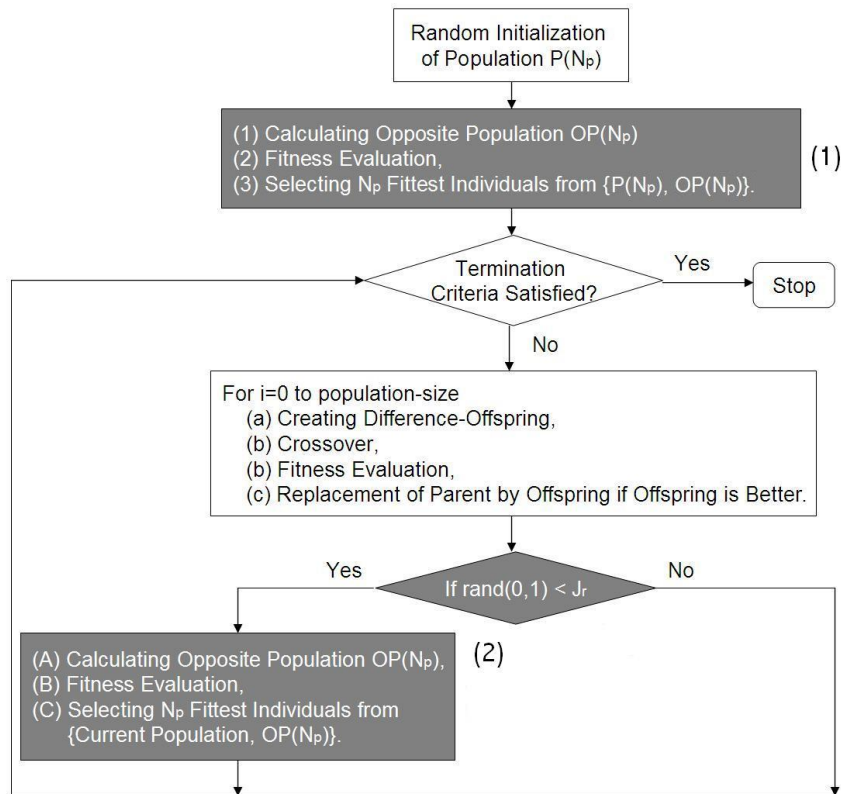 Random Initialization
of Population P(Np)
(1) Calculating Opposite Population OP(Np)
(2) Fitness Evaluation,
(3) Selecting Np Fittest Individuals from {P(Np), OP(Np)}.
(1)
Termination
Criteria Satisfied?
Yes
Stop
No
For i=0 to population-size
(a) Creating Difference-Offspring,
(b) Crossover,
(b) Fitness Evaluation,
(c) Replacement of Parent by Offspring if Offspring is Better.
Yes
If rand(0,1) < Jr
No
(A) Calculating Opposite Population OP(Np),
(B) Fitness Evaluation,
(C) Selecting Np Fittest Individuals from
{Current Population, OP(Np)}.
(2)